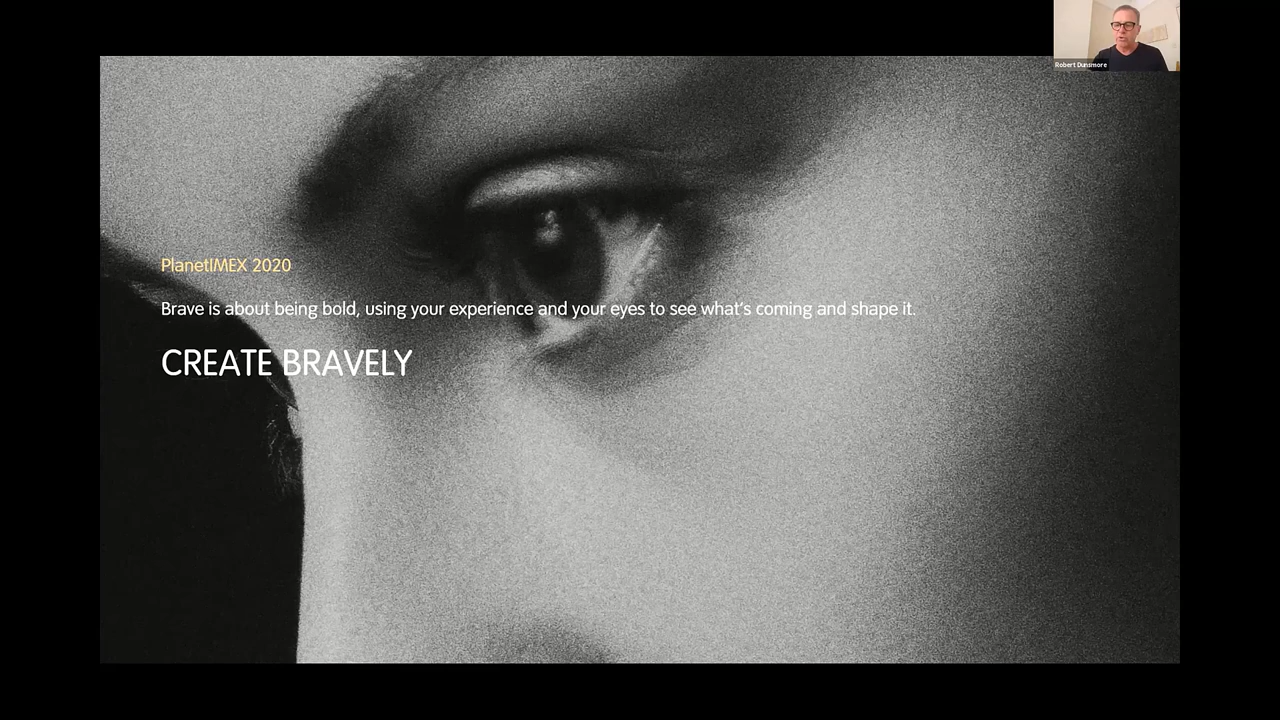 Robert Dunsmore
PlanetIMEX 2020
Brave is about being bold, using your experience and your eyes to see what's coming and shape it.
CREATE BRAVELY